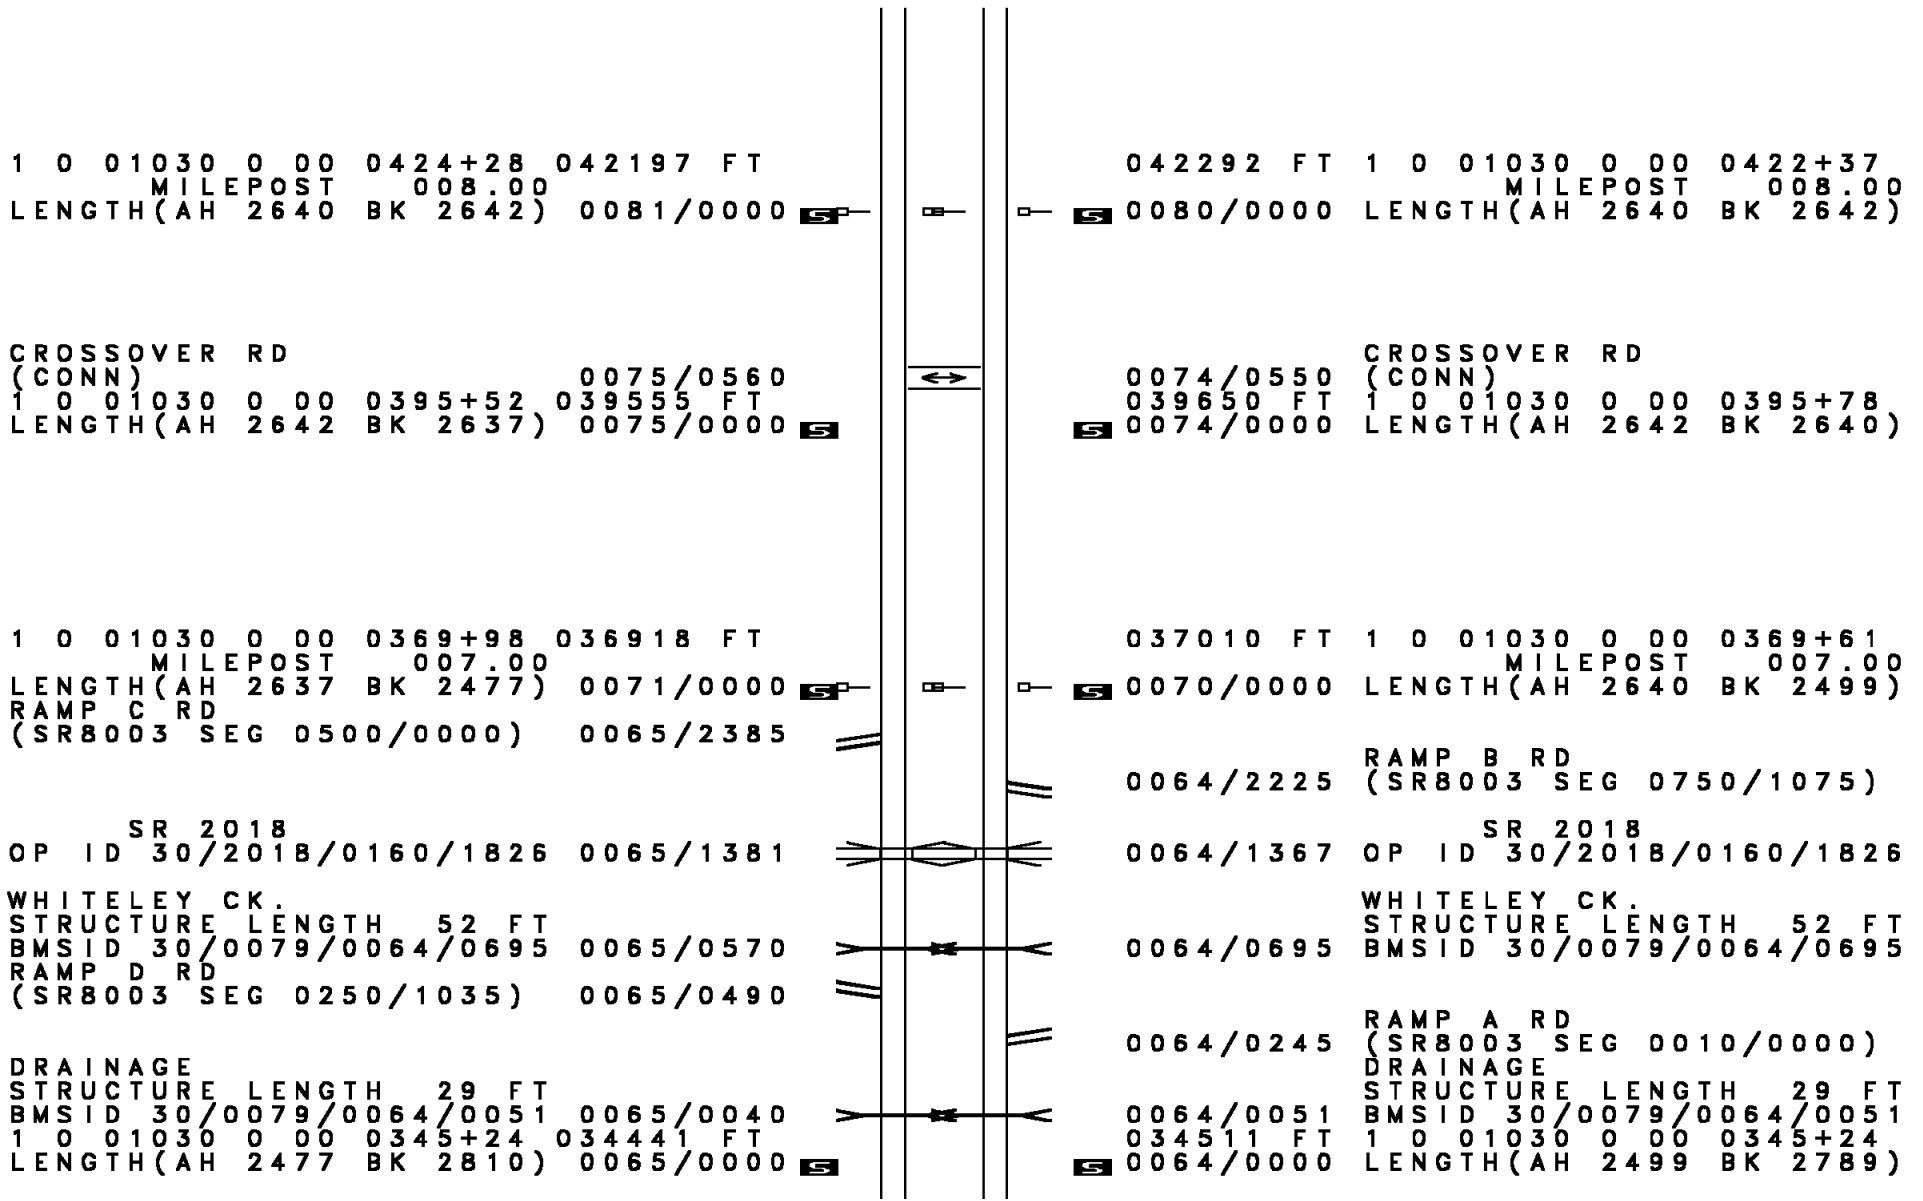 1 0 01030 0 00 0424+28 042197 FT
MILEPOST 008.00
LENGTH(AH 2640 BK 2642) 0081/0000 S
042292 FT 1 0 01030 0 00 0422+37
MILEPOST 008.00
S 0080/0000 LENGTH(AH 2640 BK 2642)
CROSSOVER RD
(CONN) 0075/0560
1 0 01030 0 00 0395+52 039555 FT
LENGTH(AH 2642 BK 2637) 0075/0000 S
CROSSOVER RD
0074/0550 (CONN)
039650 FT 1 0 01030 0 00 0395+78
S 0074/0000 LENGTH(AH 2642 BK 2640)
1 0 01030 0 00 0369+98 036918 FT
MILEPOST 007.00
LENGTH(AH 2637 BK 2477) 0071/0000 S
RAMP C RD
(SR8003 SEG 0500/0000) 0065/2385
037010 FT 1 0 01030 0 00 0369+61
MILEPOST 007.00
S 0070/0000 LENGTH(AH 2640 BK 2499)
RAMP B RD
0064/2225 (SR8003 SEG 0750/1075)
SR 2018
OP ID 30/2018/0160/1826 0065/1381
SR 2018
0064/1367 OP ID 30/2018/0160/1826
WHITELEY CK.
STRUCTURE LENGTH 52 FT
BMSID 30/0079/0064/0695 0065/0570
RAMP D RD
(SR8003 SEG 0250/1035) 0065/0490
WHITELEY CK.
STRUCTURE LENGTH 52 FT
0064/0695 BMSID 30/0079/0064/0695
RAMP A RD
0064/0245 (SR8003 SEG 0010/0000)
DRAINAGE
STRUCTURE LENGTH 29 FT
BMSID 30/0079/0064/0051 0065/0040
1 0 01030 0 00 0345+24 034441 FT
LENGTH(AH 2477 BK 2810) 0065/0000 S
DRAINAGE
STRUCTURE LENGTH 29 FT
0064/0051 BMSID 30/0079/0064/0051
034511 FT 1 0 01030 0 00 0345+24
S 0064/0000 LENGTH(AH 2499 BK 2789)